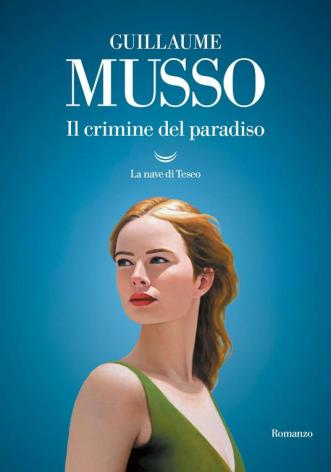 GUILLAUME
MUSSO
Il crimine del paradiso
La nave di Teseo
Romanzo